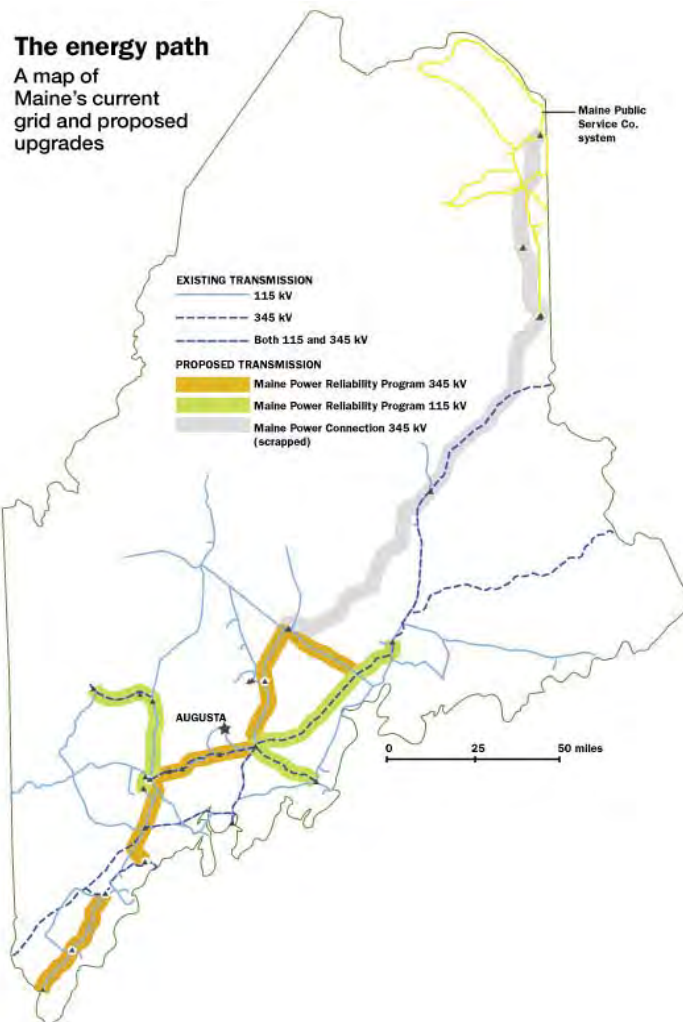 The energy path
A map of
Maine's current
grid and proposed
upgrades
Maine Public
Service Co.
system
EXISTING TRANSMISSION
115 kV
345 kV
Both 115 and 345 kV
PROPOSED TRANSMISSION
Maine Power Reliability Program 345 kV
Maine Power Reliability Program 115 kV
Maine Power Connection 345 kV
(scrapped)
AUGUSTA
0 25 50 miles